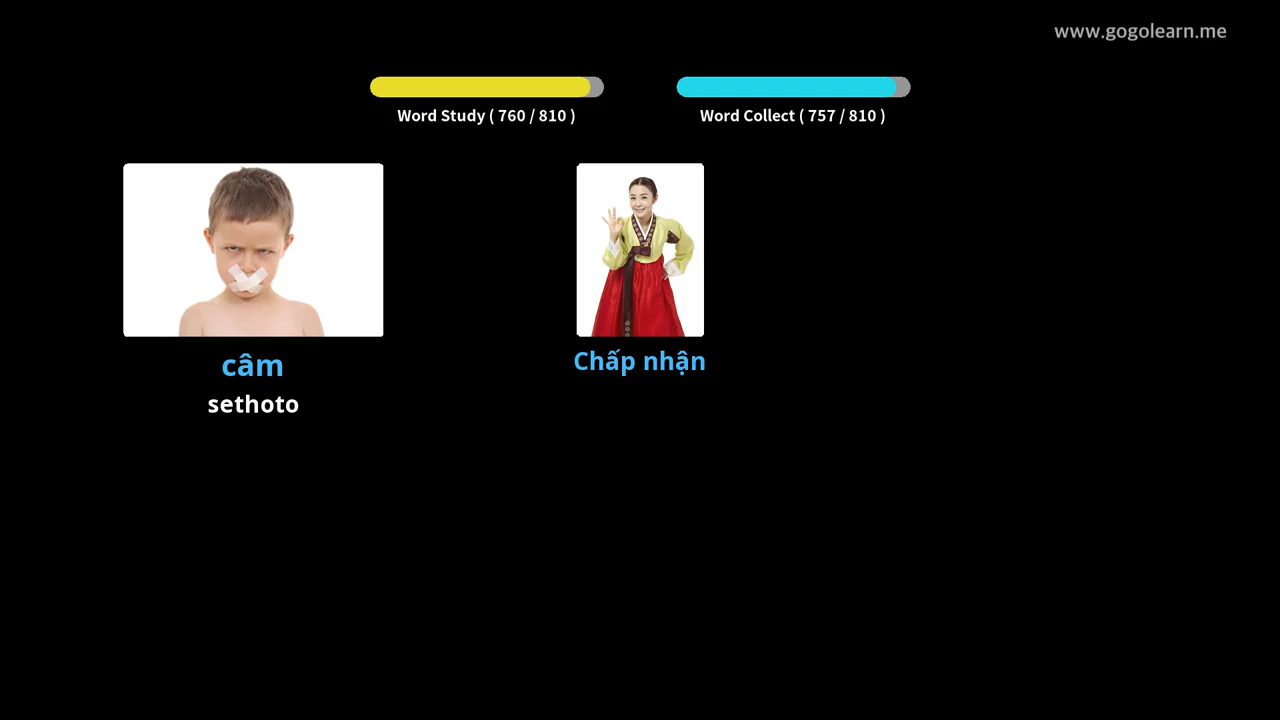 www.gogolearn.me
Word Study ( 760 / 810 )
Word Collect ( 757 / 810 )
câm
sethoto
Chấp nhận